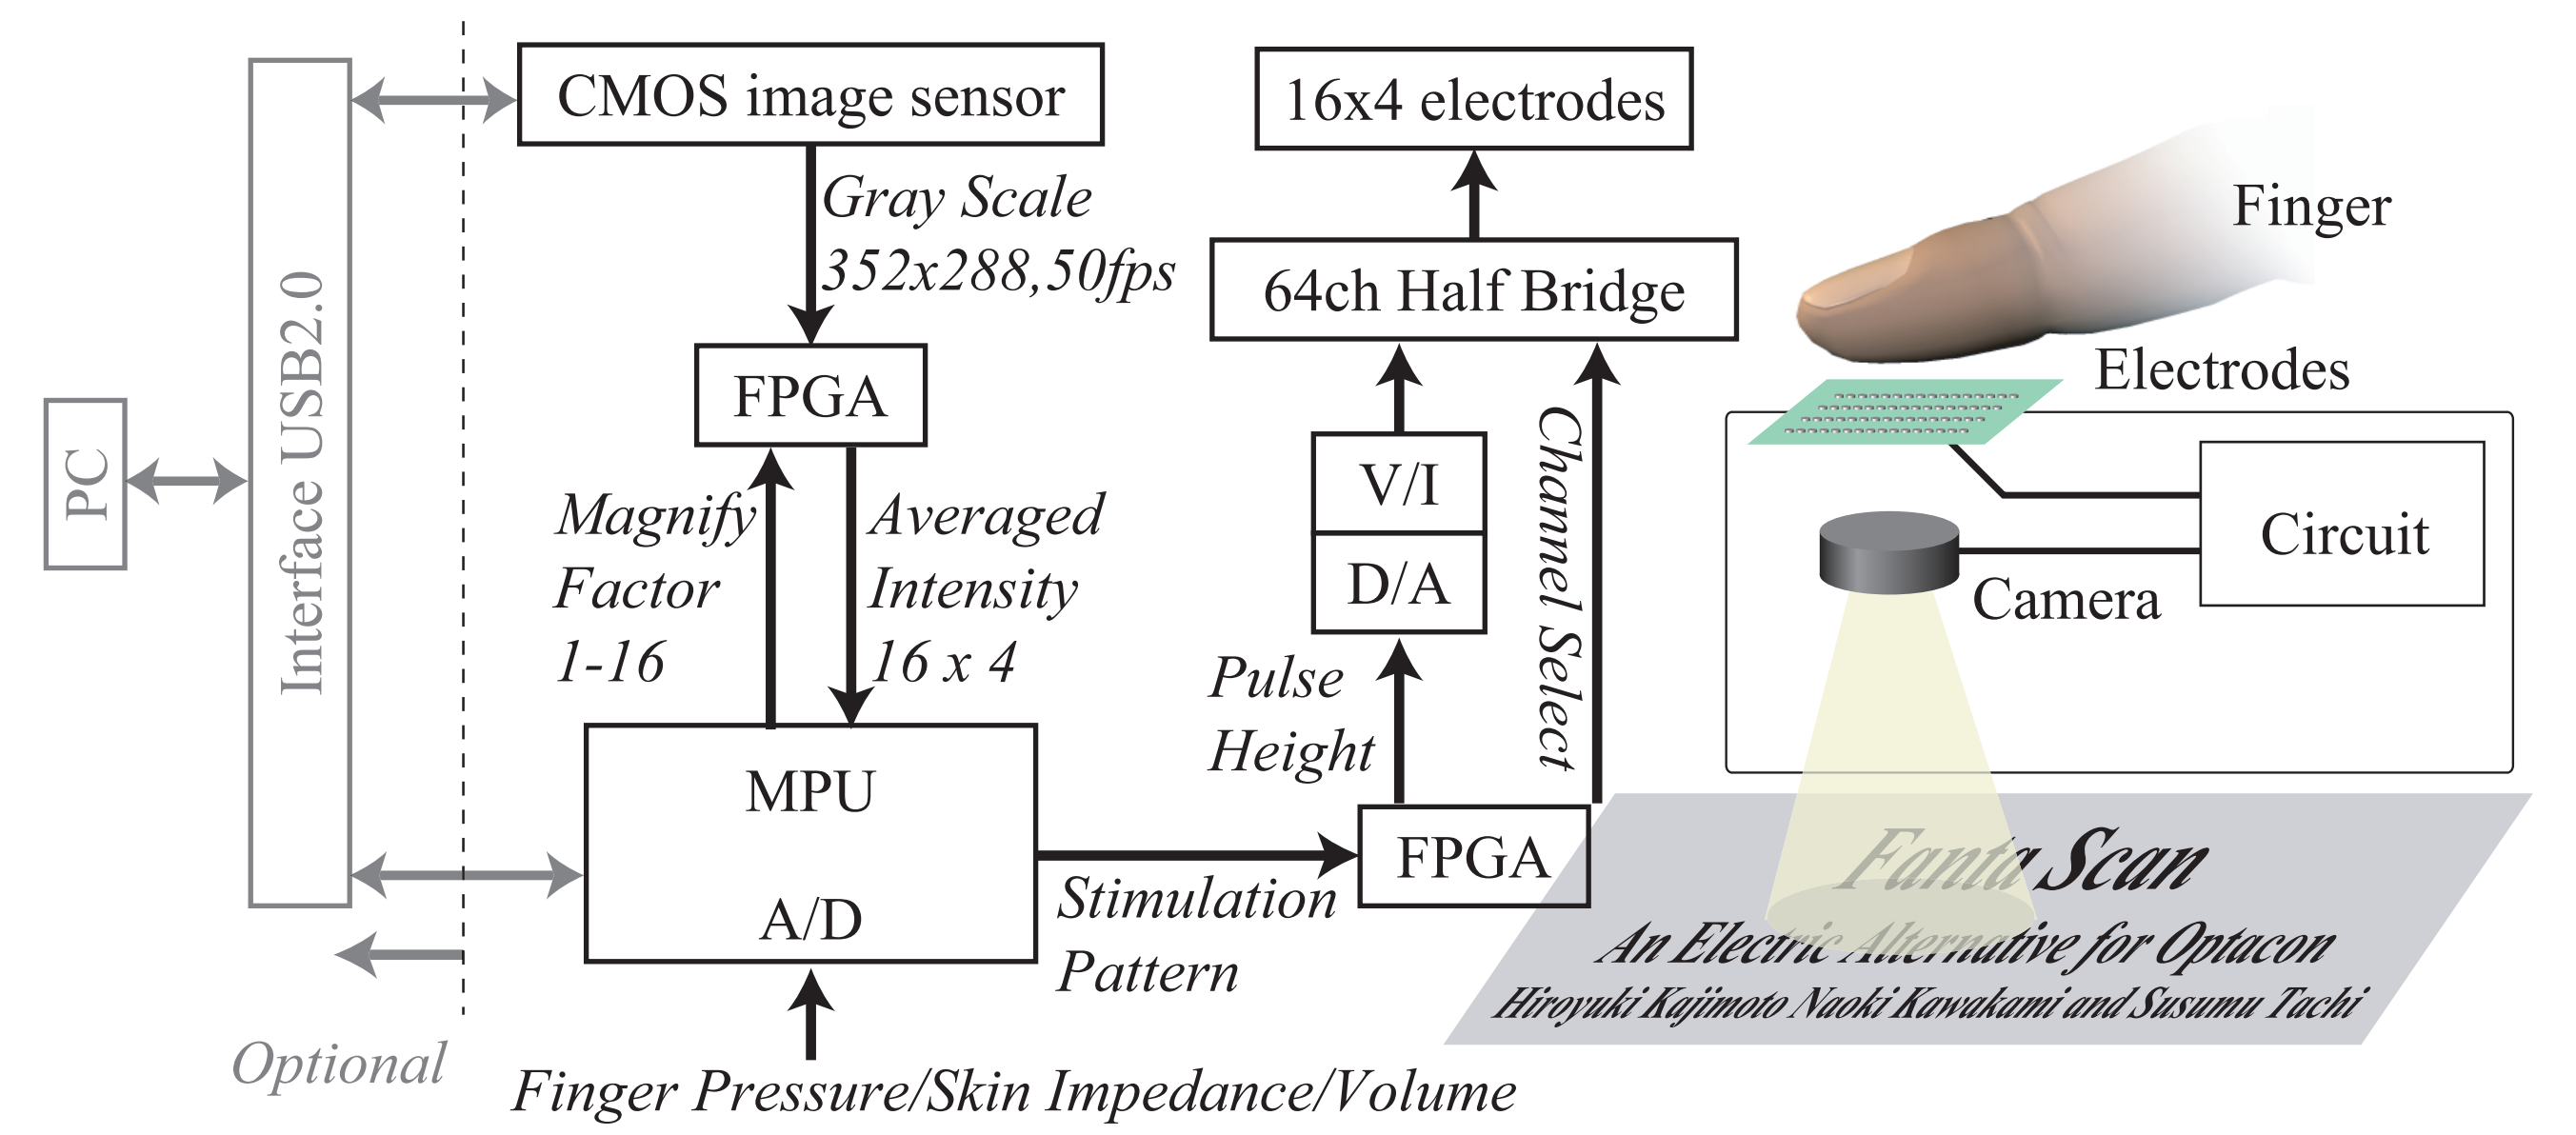 CMOS image sensor
16x4 electrodes
Gray Scale
352x288,50fps
Finger
64ch Half Bridge
Interface USB2.0
FPGA
Electrodes
PC
Magnify
Factor
1-16
Averaged
Intensity
16 x 4
V/I
D/A
Channel Select
Circuit
Camera
Pulse
Height
MPU
A/D
Stimulation
Pattern
FPGA
Fanta Scan
An Electric Alternative for Optacon
Hiroyuki Kajimoto Naoki Kawakami and Susumu Tachi
Optional
Finger Pressure/Skin Impedance/Volume